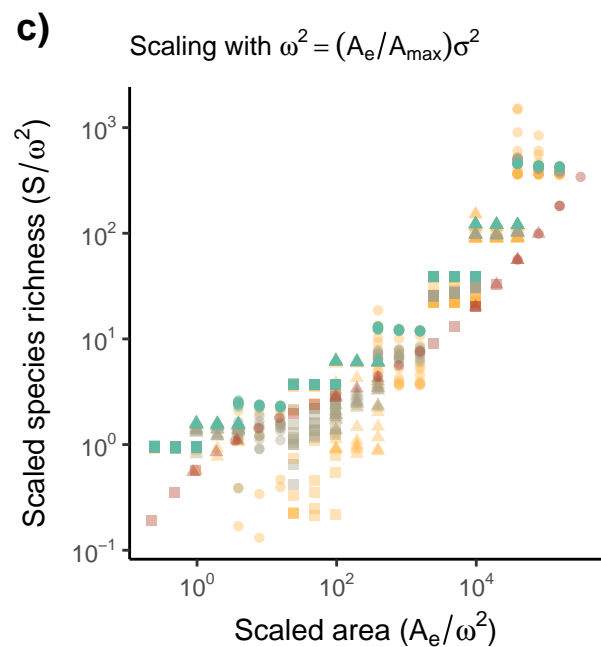 c)
Scaling with ω² = (Aₑ/Aₘₐₓ)σ²
Scaled species richness (S/ω²)
10³
10²
10¹
10⁰
10⁻¹
10⁰
10²
10⁴
Scaled area (Aₑ/ω²)